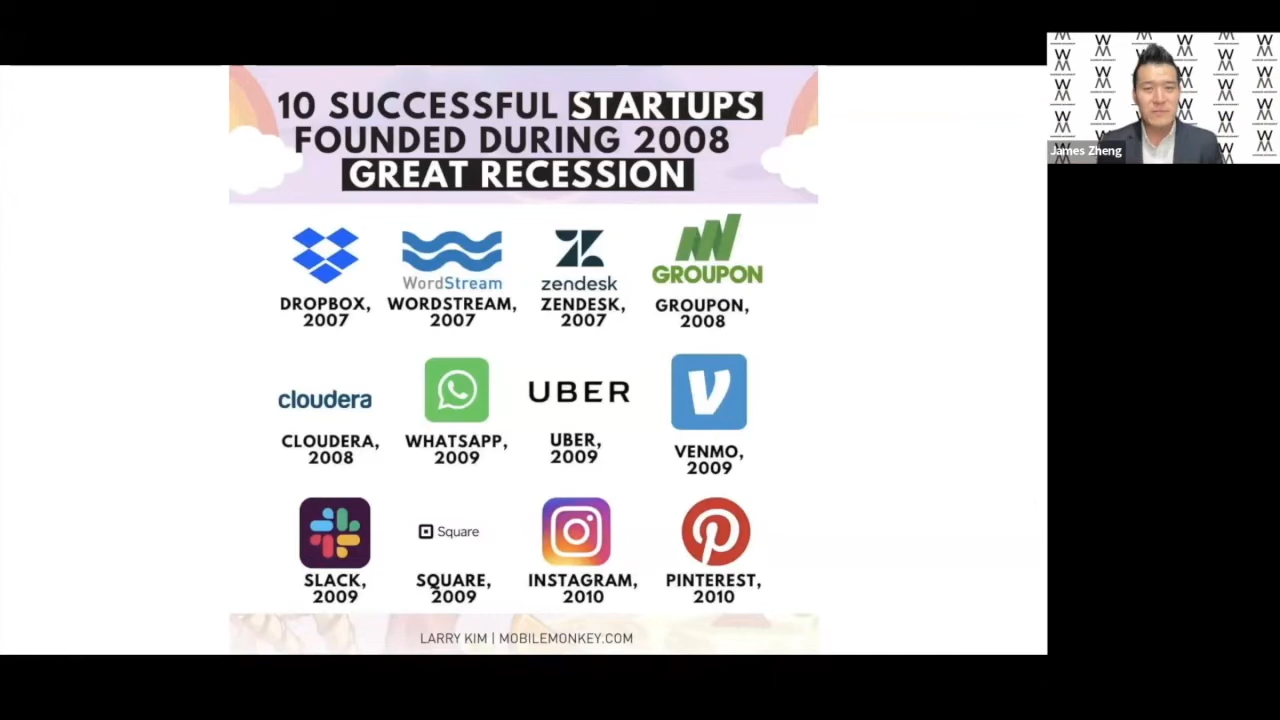 10 SUCCESSFUL STARTUPS
FOUNDED DURING 2008
GREAT RECESSION
WordStream
zendesk
GROUPON
DROPBOX,
2007
WORDSTREAM,
2007
ZENDESK,
2007
GROUPON,
2008
cloudera
UBER
V
CLOUDERA,
2008
WHATSAPP,
2009
UBER,
2009
VENMO,
2009
Square
SLACK,
2009
SQUARE,
2009
INSTAGRAM,
2010
PINTEREST,
2010
LARRY KIM | MOBILEMONKEY.COM
James Zheng